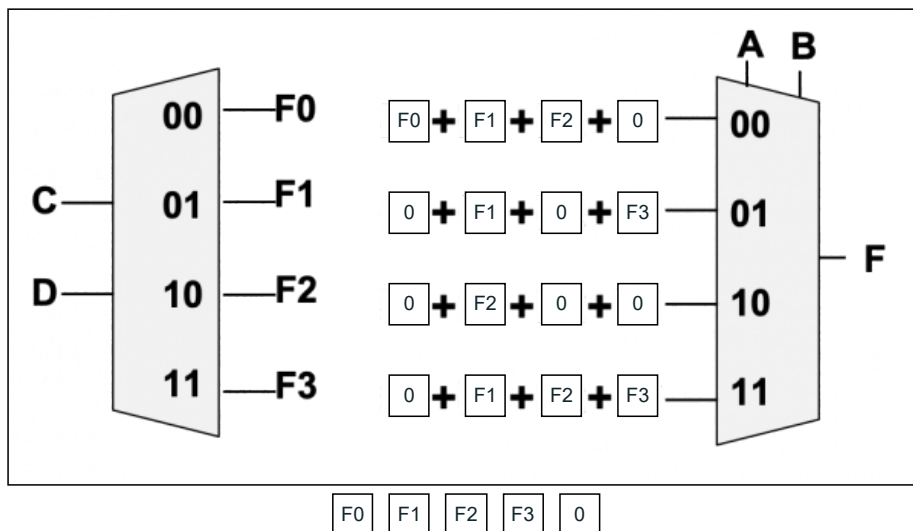 A B
00 F0 F0 + F1 + F2 + 0 00
C 01 F1 0 + F1 + 0 + F3 01
F
D 10 F2 0 + F2 + 0 + 0 10
11 F3 0 + F1 + F2 + F3 11
F0 F1 F2 F3 0